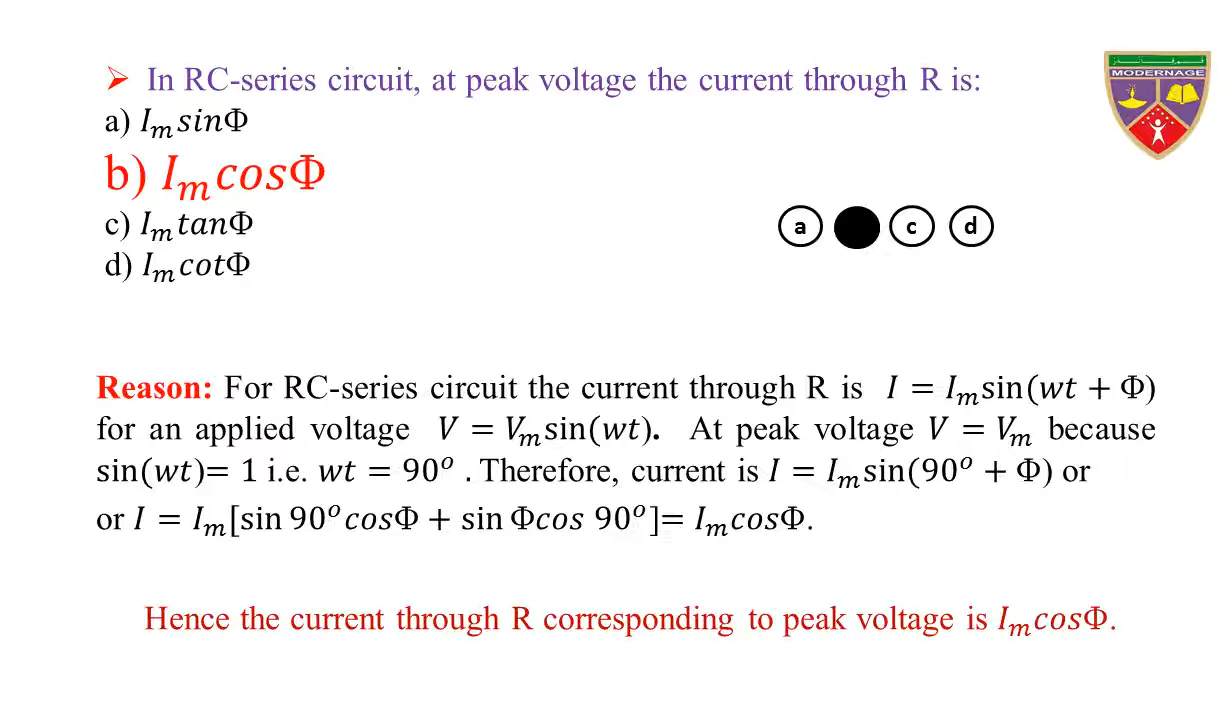 ➢ In RC-series circuit, at peak voltage the current through R is:
a) I_m sinΦ
b) I_m cosΦ
c) I_m tanΦ
d) I_m cotΦ
a c d
MODERNAGE
Reason: For RC-series circuit the current through R is I = I_m sin(wt + Φ)
for an applied voltage V = V_m sin(wt). At peak voltage V = V_m because
sin(wt)= 1 i.e. wt = 90° . Therefore, current is I = I_m sin(90° + Φ) or
or I = I_m[sin 90° cosΦ + sin Φcos 90°]= I_m cosΦ.
Hence the current through R corresponding to peak voltage is I_m cosΦ.